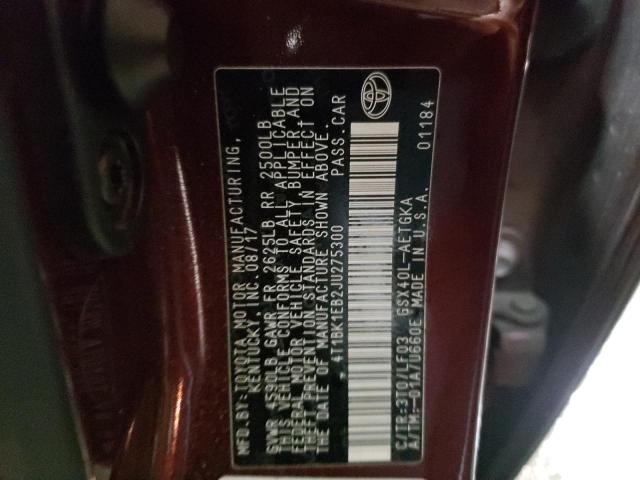 MFD.BY:TOYOTA MOTOR MANUFACTURING,
KENTUCKY, INC 08/17
GVWR 4590LB GAWR FR 2625LB RR 2500LB
THIS VEHICLE CONFORMS TO ALL APPLICABLE
FEDERAL MOTOR VEHICLE SAFETY, BUMPER AND
THEFT PREVENTION STANDARDS IN EFFECT ON
THE DATE OF MANUFACTURE SHOWN ABOVE.
4T1BK1EB2JU275300 PASS.CAR
C/TR:3T0/LF03 GSX40L-AETGKA 01184
A/TM:-01A/U660E MADE IN U.S.A.